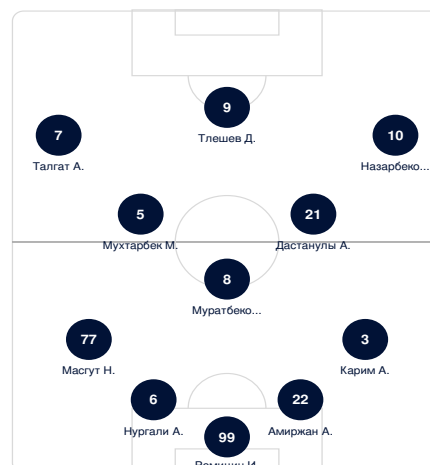 9
Тлешев Д.
7
Талгат А.
10
Назарбеко...
5
Мухтарбек М.
21
Дастанулы А.
8
Муратбеко...
77
Масгут Н.
3
Карим А.
6
Нургали А.
22
Амиржан А.
99